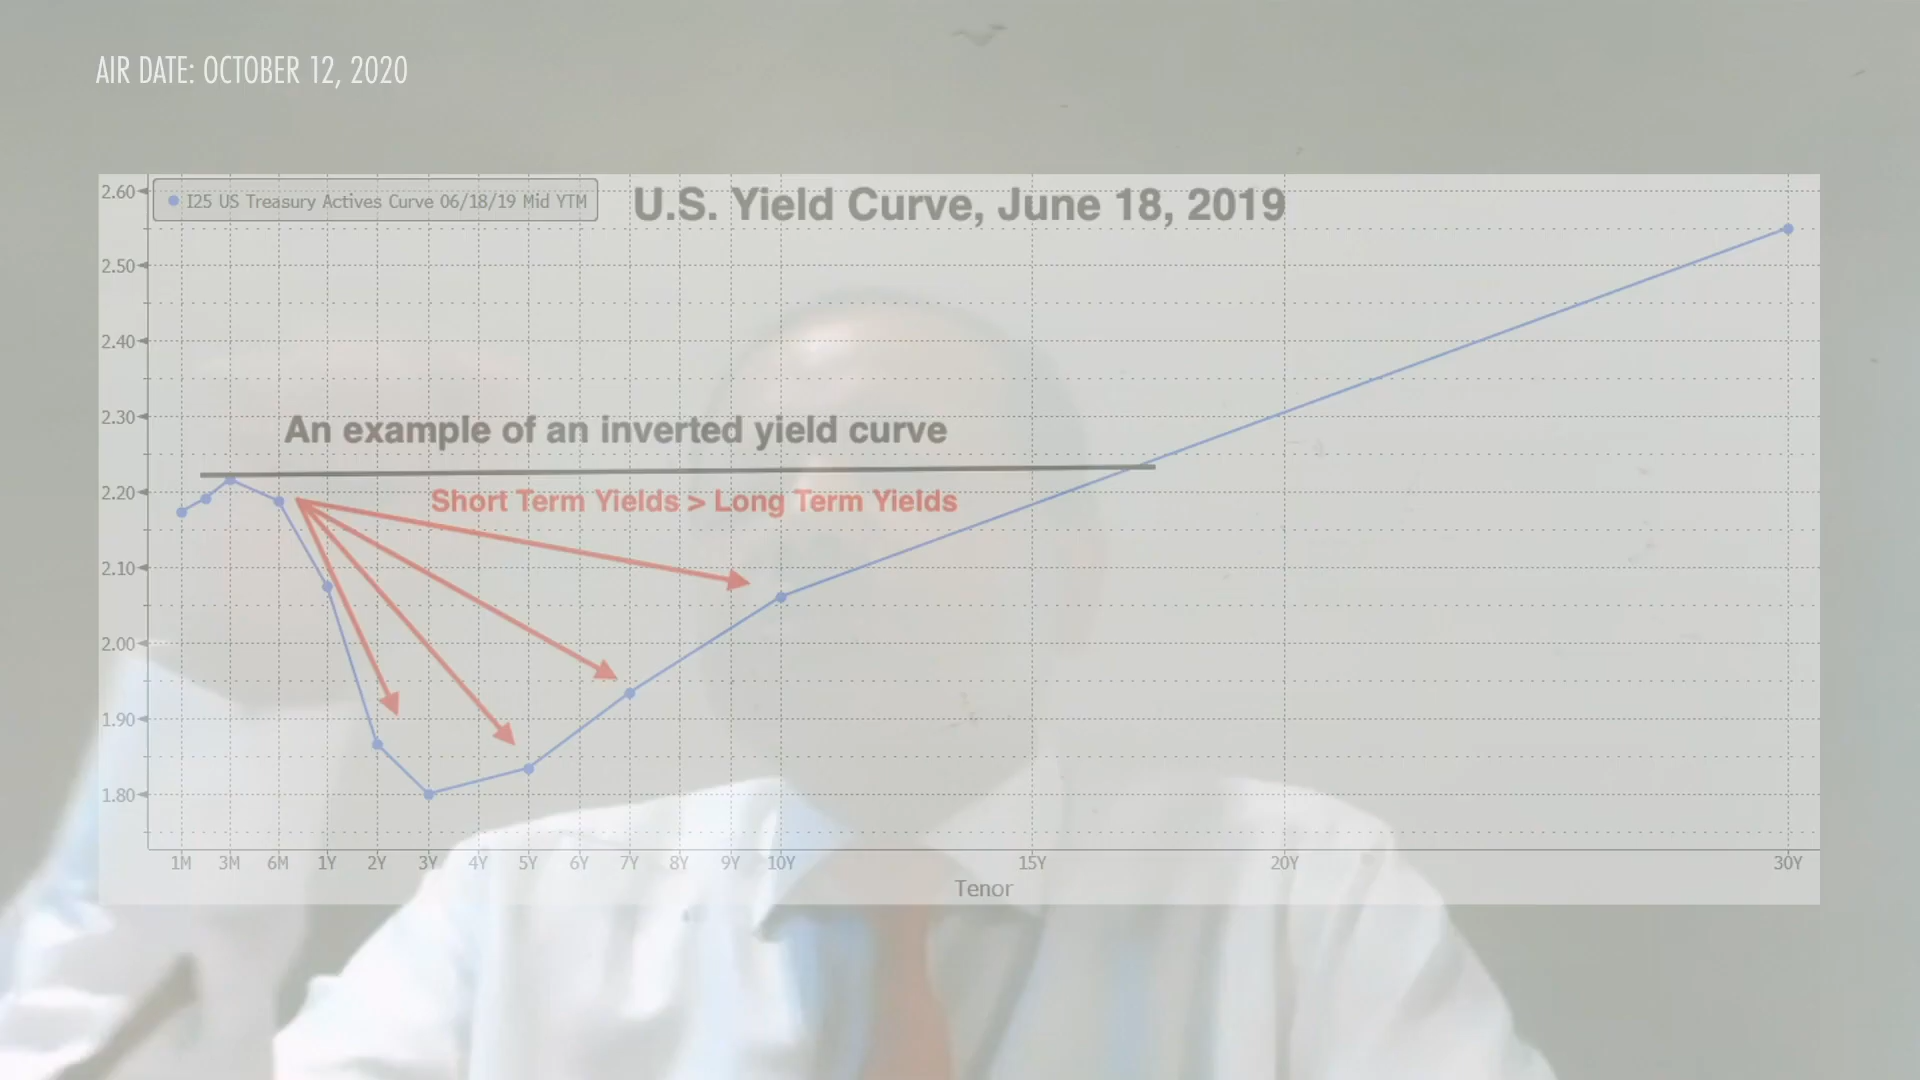 AIR DATE: OCTOBER 12, 2020
I25 US Treasury Actives Curve 06/18/19 Mid YTM
U.S. Yield Curve, June 18, 2019
2.60
2.50
2.40
2.30
An example of an inverted yield curve
2.20
Short Term Yields > Long Term Yields
2.10
2.00
1.90
1.80
1M 3M 6M 1Y 2Y 3Y 4Y 5Y 6Y 7Y 8Y 9Y 10Y 15Y 20Y 30Y
Tenor